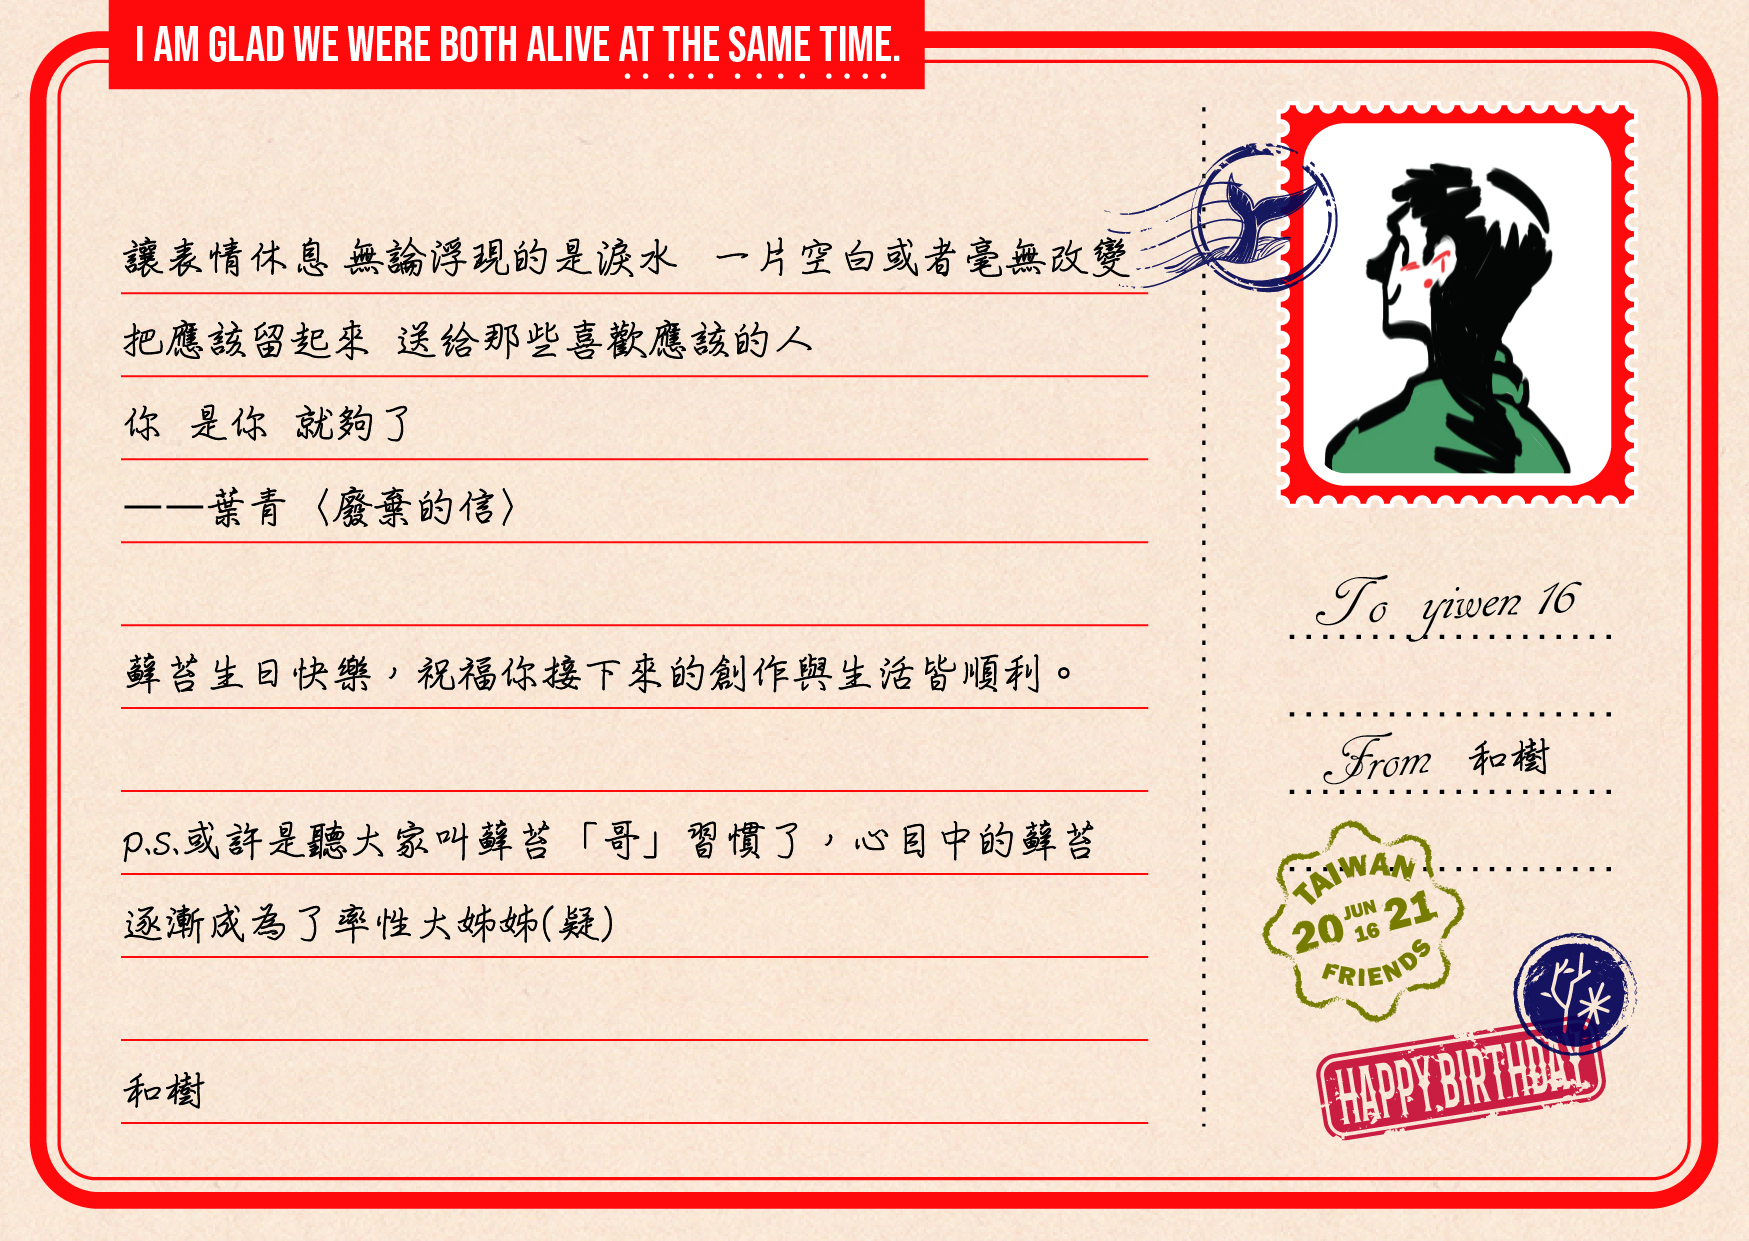 I AM GLAD WE WERE BOTH ALIVE AT THE SAME TIME.
讓表情休息 無論浮現的是淚水 一片空白或者毫無改變
把應該留起來 送給那些喜歡應該的人
你 是你 就夠了
——葉青〈廢棄的信〉
蘚苔生日快樂，祝福你接下來的創作與生活皆順利。
p.s.或許是聽大家叫蘚苔「哥」習慣了，心目中的蘚苔
逐漸成為了率性大姊姊(疑)
和樹
To yiwen 16
From 和樹
TAIWAN
20 JUN 16 21
FRIENDS
HAPPY BIRTHDAY